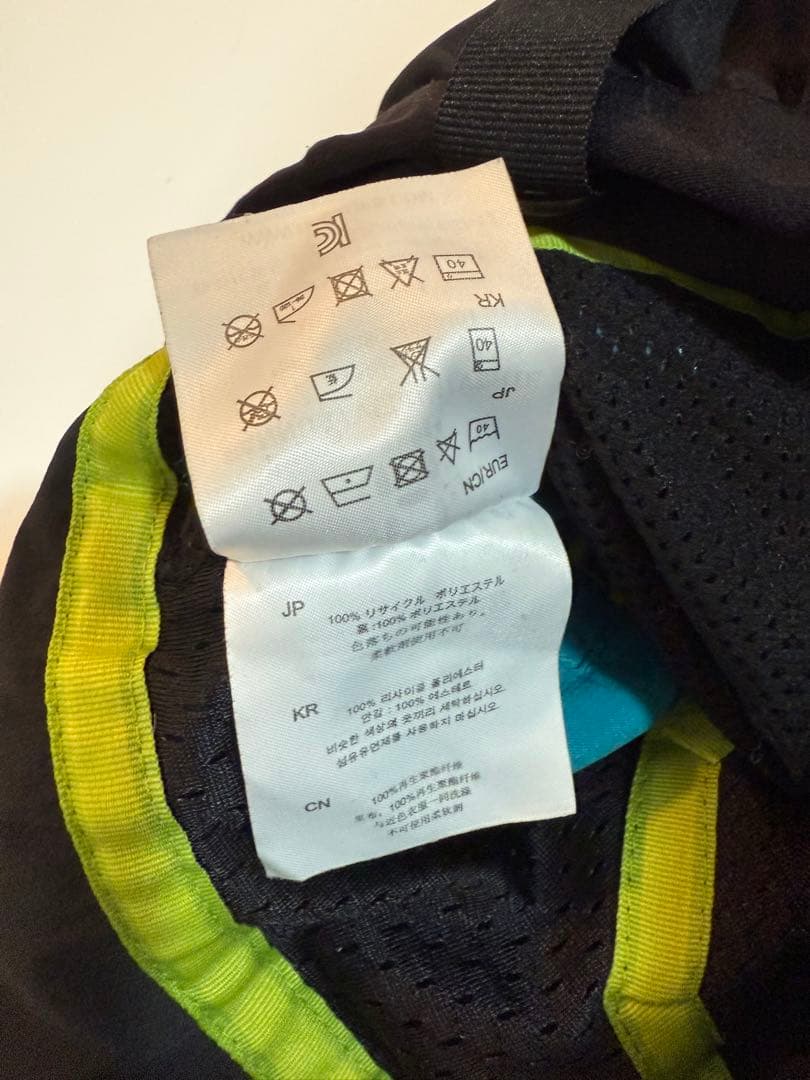 EUR/CN
40
JP
40
KR
40
JP
100% リサイクル ポリエステル
裏:100% ポリエステル
色落ちの可能性あり。
柔軟剤使用不可
KR
100% 리사이클 폴리에스터
안감 : 100% 에스테르
비슷한 색상의 옷끼리 세탁하십시오
섬유유연제를 사용하지 마십시오
CN
100%再生聚酯纤维
里布: 100%再生聚酯纤维
与近色衣服一同洗涤
不可使用柔软剂